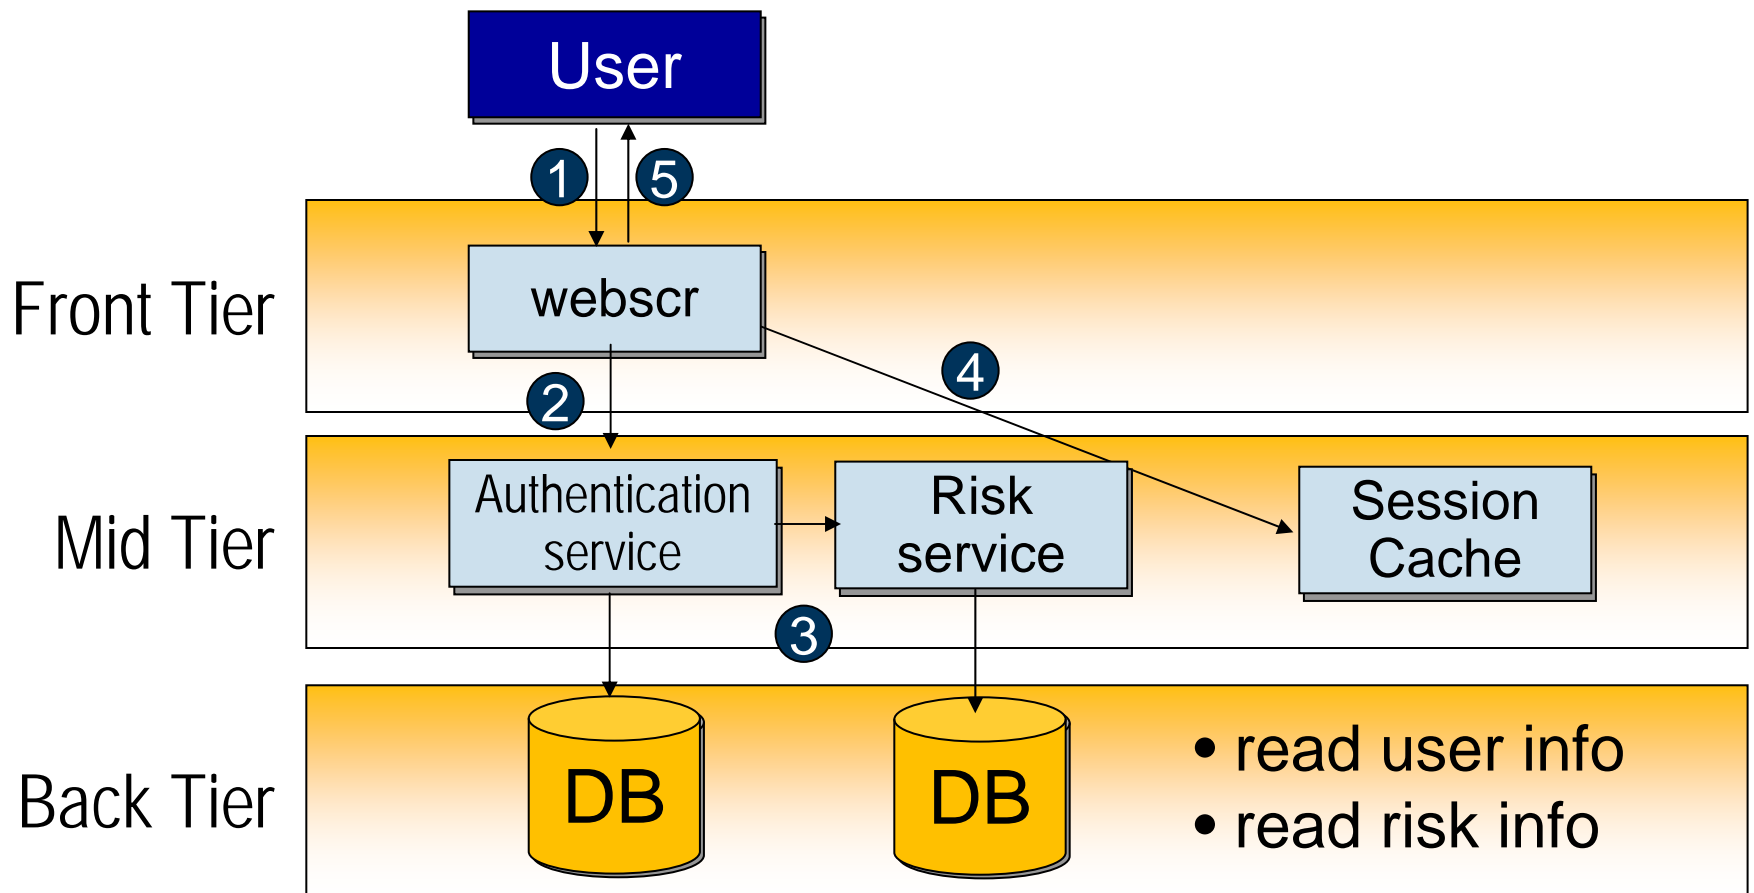 User
1
5
Front Tier
webscr
4
2
Mid Tier
Authentication
service
Risk
service
Session
Cache
3
Back Tier
DB
DB
• read user info
• read risk info